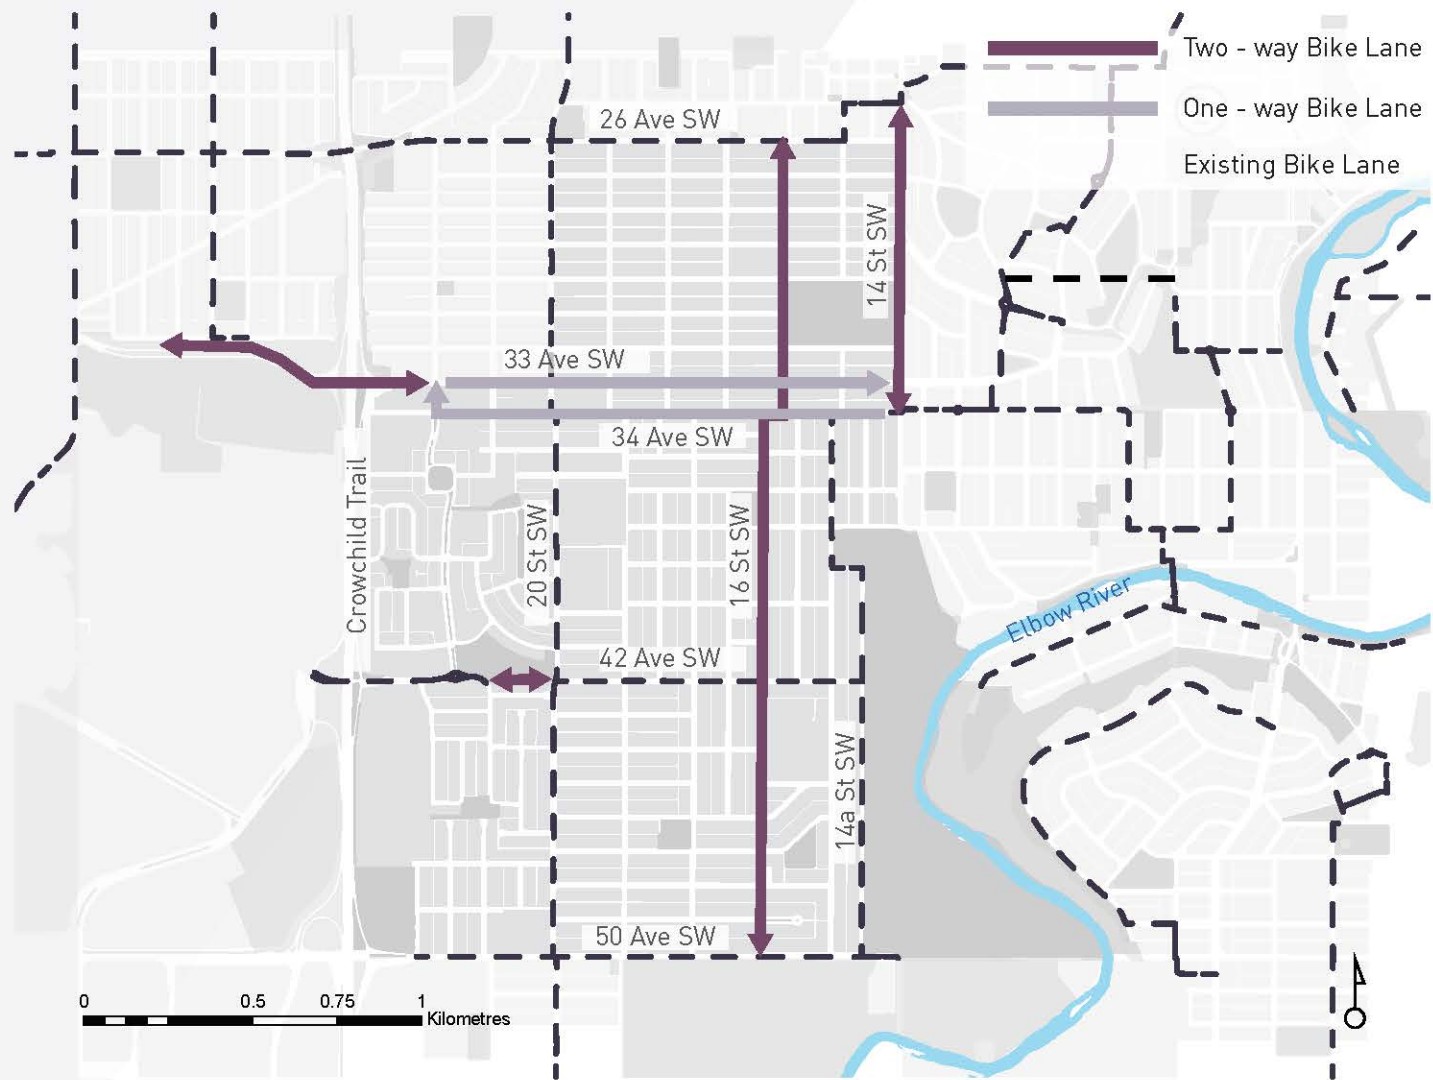 Two - way Bike Lane
One - way Bike Lane
Existing Bike Lane
26 Ave SW
14 St SW
33 Ave SW
34 Ave SW
Crowchild Trail
20 St SW
16 St SW
Elbow River
42 Ave SW
14a St SW
50 Ave SW
0 0.5 0.75 1
Kilometres